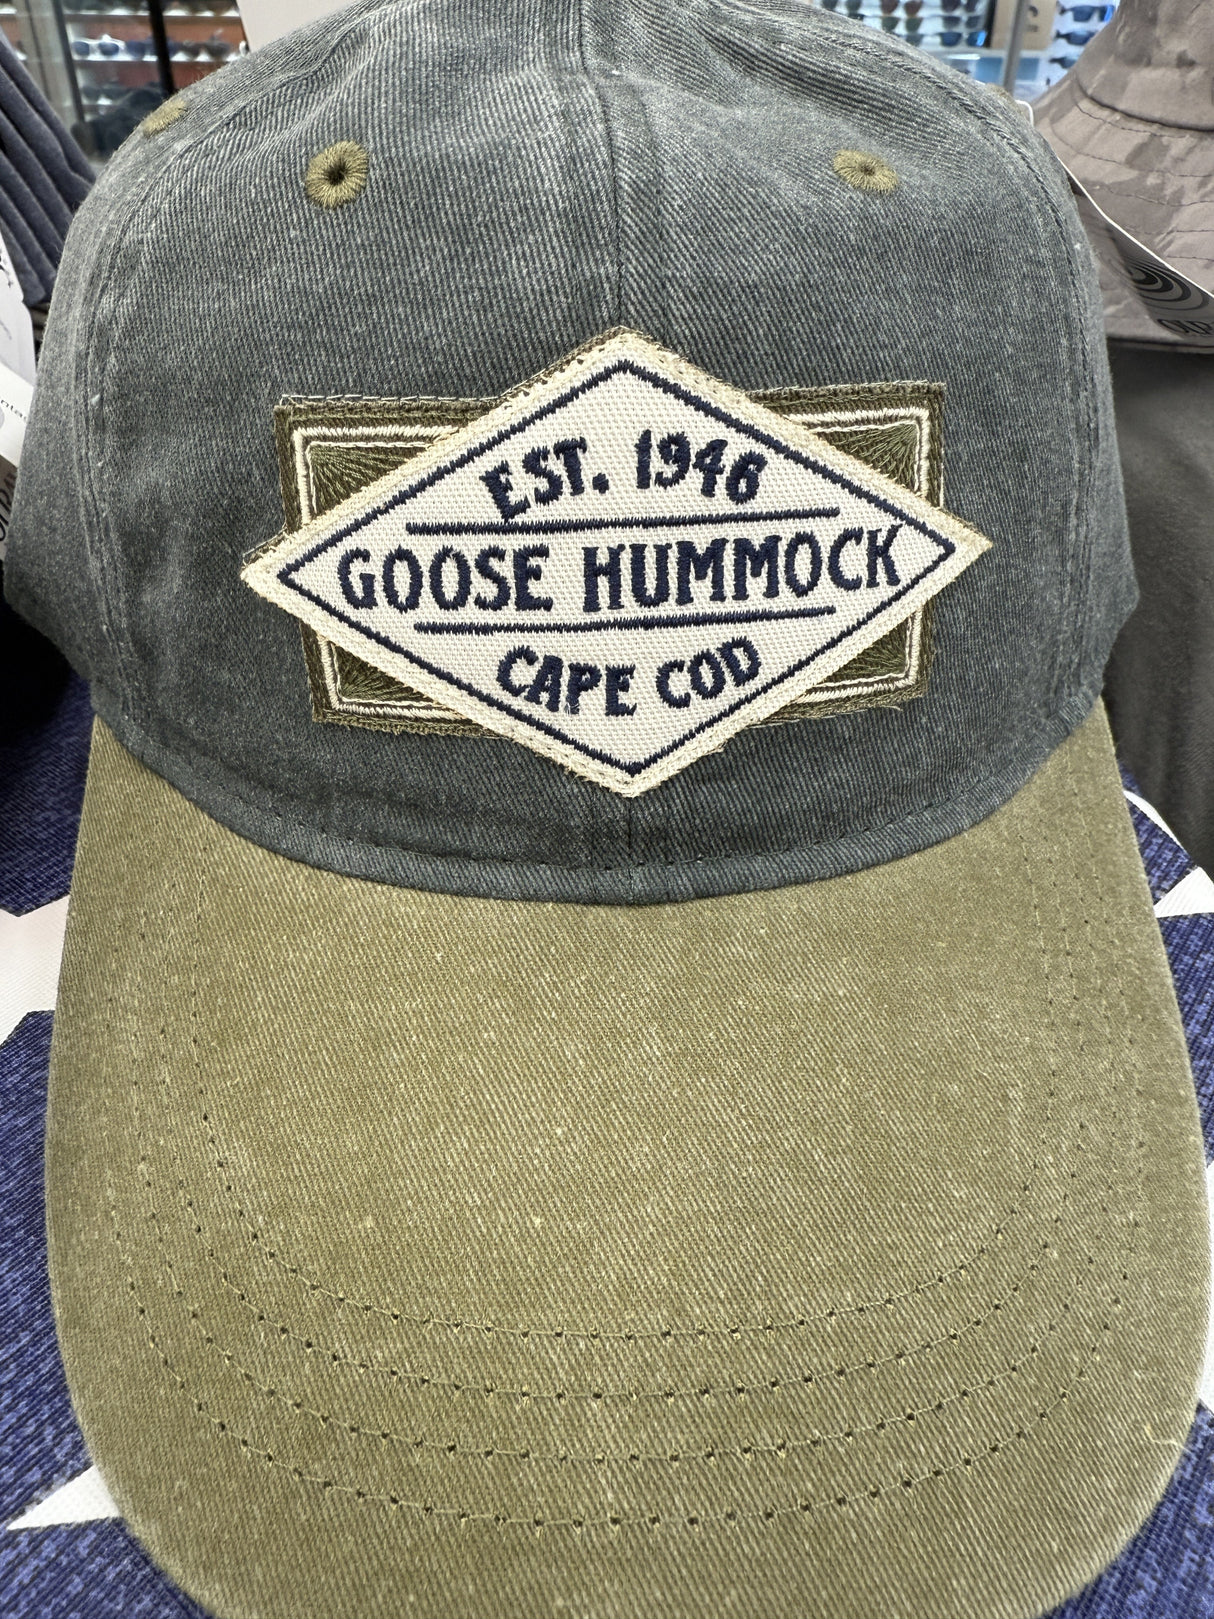 EST. 1946
GOOSE HUMMOCK
CAPE COD